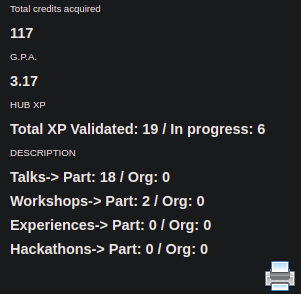 Total credits acquired
117
G.P.A.
3.17
HUB XP
Total XP Validated: 19 / In progress: 6
DESCRIPTION
Talks-> Part: 18 / Org: 0
Workshops-> Part: 2 / Org: 0
Experiences-> Part: 0 / Org: 0
Hackathons-> Part: 0 / Org: 0